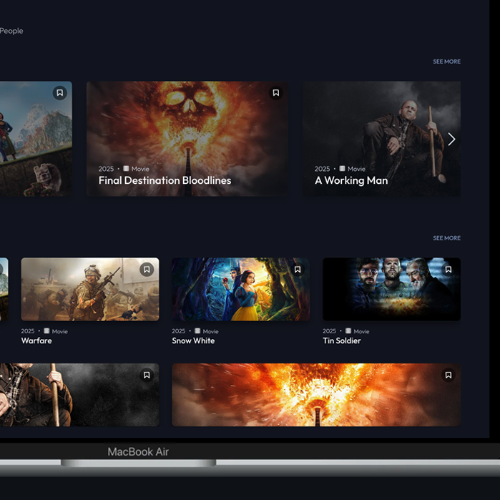 People
SEE MORE
2025 • Movie
Final Destination Bloodlines
2025 • Movie
A Working Man
SEE MORE
2025 • Movie
Warfare
2025 • Movie
Snow White
2025 • Movie
Tin Soldier
MacBook Air